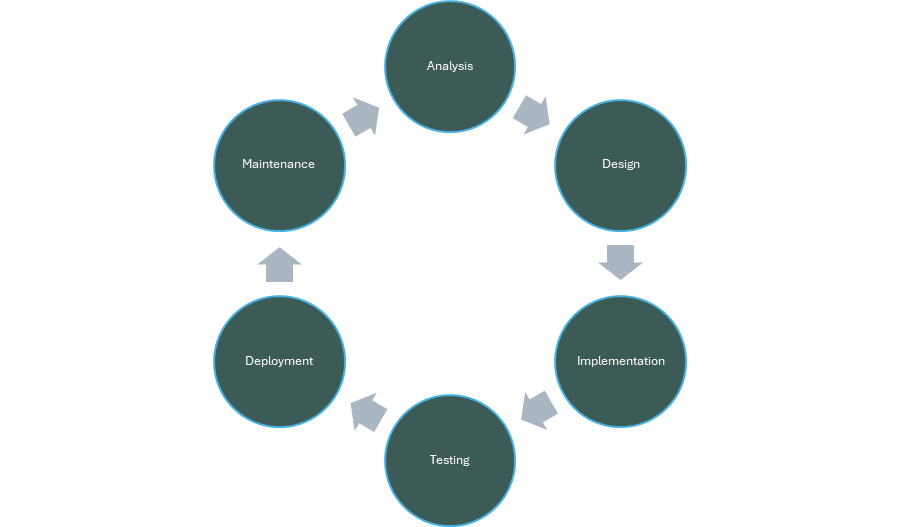 Analysis
Design
Implementation
Testing
Deployment
Maintenance